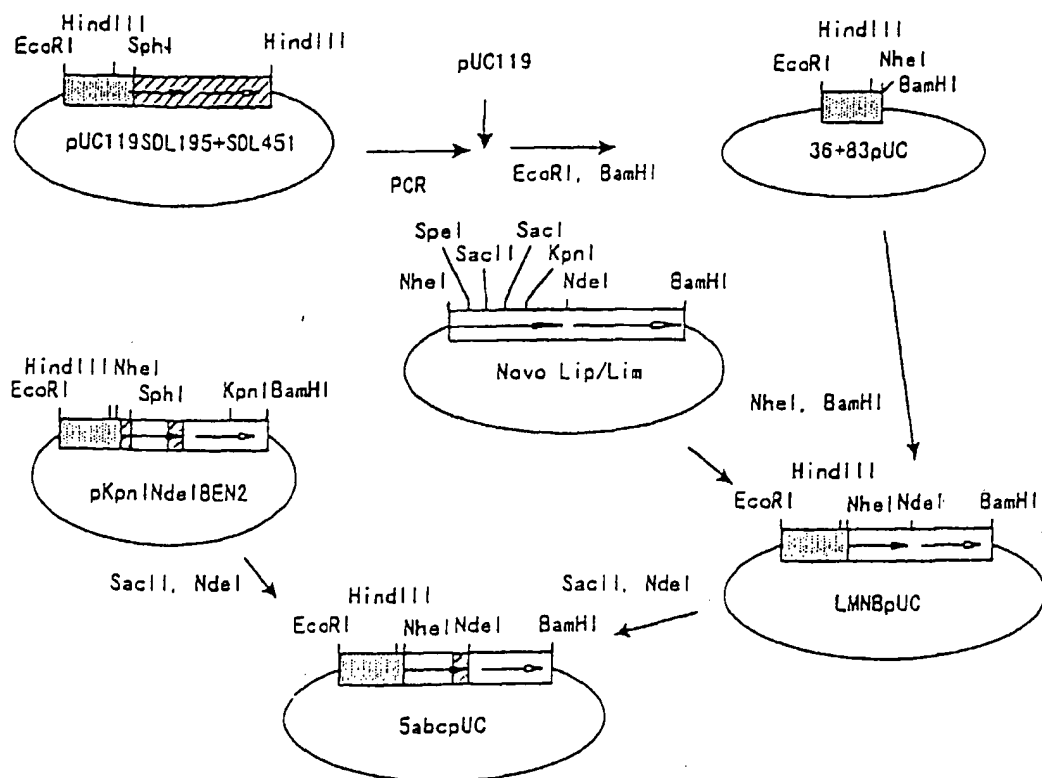 HindIII
EcoRI SphI HindIII
pUC119SDL195+SDL451
pUC119
PCR
EcoRI, BamHI
HindIII
EcoRI NheI
BamHI
36+83pUC
SpeI SacI
SacII KpnI
NheI NdeI BamHI
Novo Lip/Lim
HindIII NheI
EcoRI SphI KpnI BamHI
pKpnINdeI8EN2
NheI, BamHI
HindIII
EcoRI NheI NdeI BamHI
LMNBpUC
SacII, NdeI
SacII, NdeI
HindIII
EcoRI NheI NdeI BamHI
5abcpUC